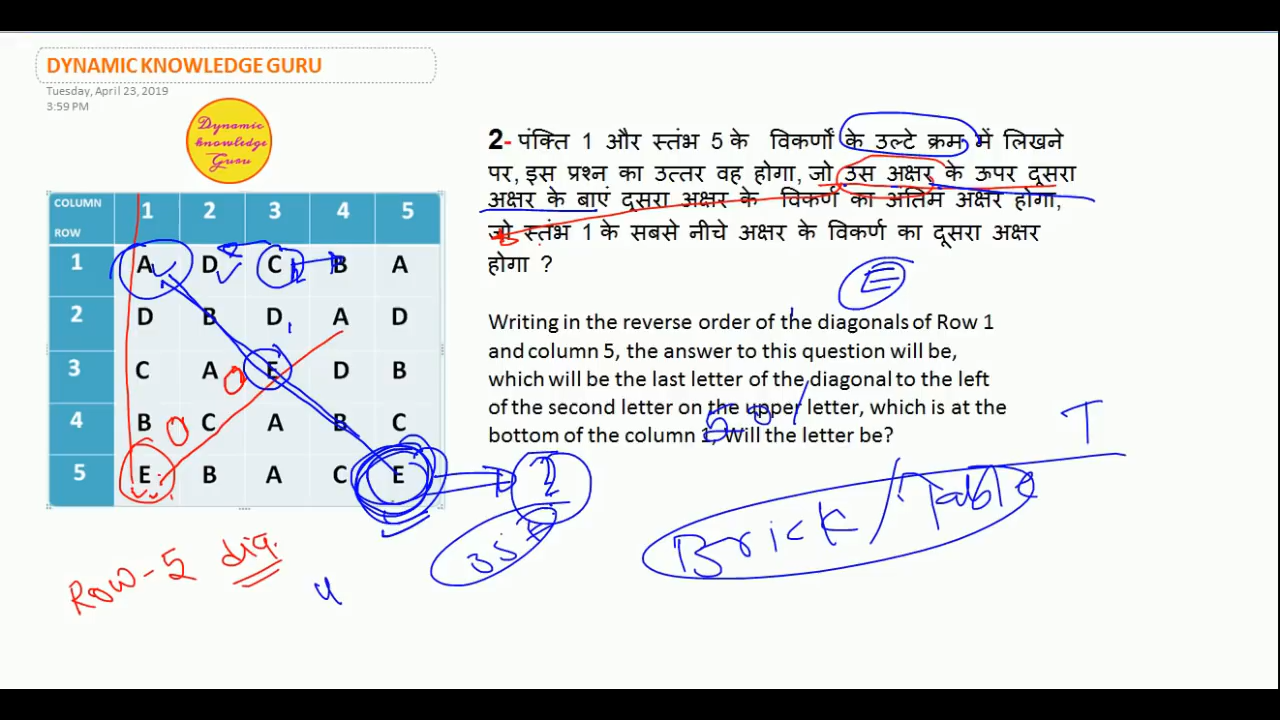 DYNAMIC KNOWLEDGE GURU
Tuesday, April 23, 2019
3:59 PM
Dynamic
knowledge
Guru
COLUMN 1 2 3 4 5
ROW
1 A D C B A
2 D B D A D
3 C A E D B
4 B C A B C
5 E B A C E
2- पंक्ति 1 और स्तंभ 5 के विकर्णों के उल्टे क्रम में लिखने
पर, इस प्रश्न का उत्तर वह होगा, जो उस अक्षर के ऊपर दूसरा
अक्षर के बाएं दूसरा अक्षर के विकर्ण का अंतिम अक्षर होगा,
जो स्तंभ 1 के सबसे नीचे अक्षर के विकर्ण का दूसरा अक्षर
होगा ?
E
Writing in the reverse order of the diagonals of Row 1
and column 5, the answer to this question will be,
which will be the last letter of the diagonal to the left
of the second letter on the upper letter, which is at the
bottom of the column 1, Will the letter be?
Brick / Table
Row - 5 dia.